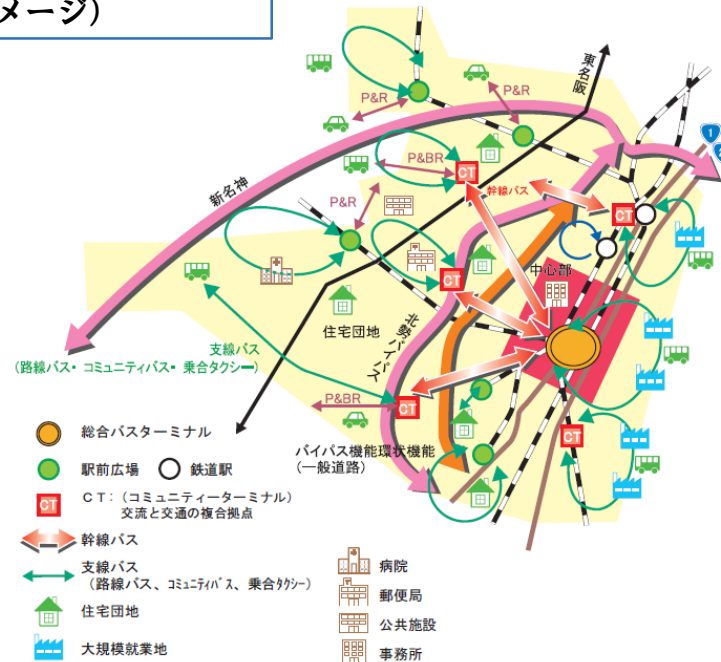 メージ）
東名阪
P&R
P&R
1
P&BR
CT
幹線バス
新名神
P&R
CT
中心部
CT
住宅団地
北勢バイパス
支線バス
（路線バス・コミュニティバス・乗合タクシー）
P&BR
CT
CT
バイパス機能環状機能
（一般道路）
総合バスターミナル
駅前広場
鉄道駅
CT
ＣＴ：（コミュニティーターミナル）
交流と交通の複合拠点
幹線バス
支線バス
（路線バス、コミュニティバス、乗合タクシー）
住宅団地
大規模就業地
病院
郵便局
公共施設
事務所